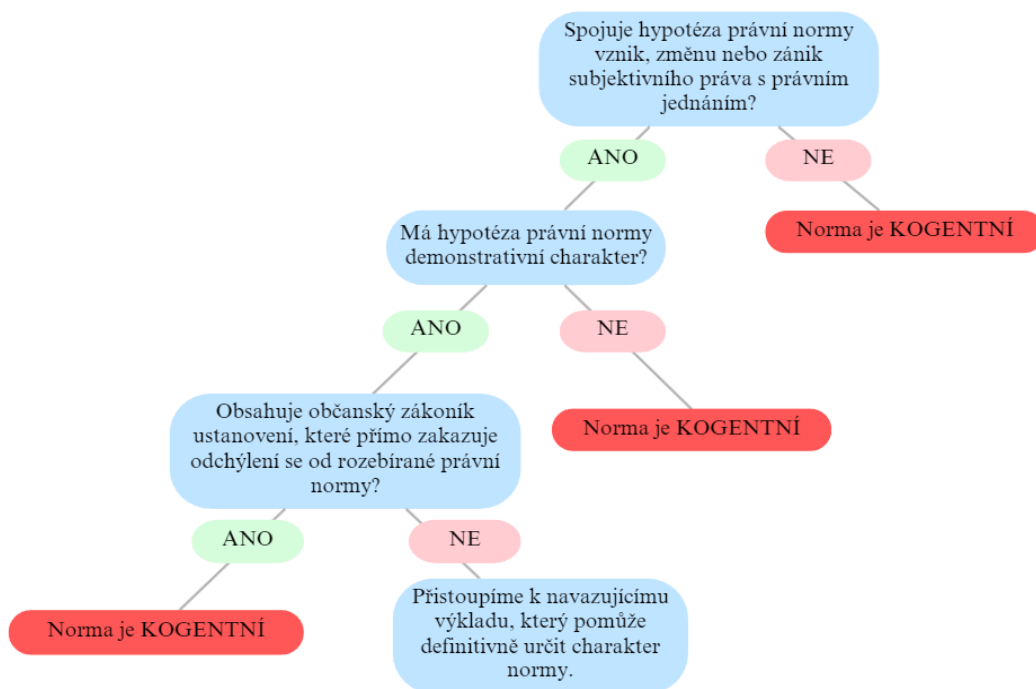 Spojuje hypotéza právní normy
vznik, změnu nebo zánik
subjektivního práva s právním
jednáním?
ANO
NE
Norma je KOGENTNÍ
Má hypotéza právní normy
demonstrativní charakter?
ANO
NE
Norma je KOGENTNÍ
Obsahuje občanský zákoník
ustanovení, které přímo zakazuje
odchýlení se od rozebírané právní
normy?
ANO
NE
Norma je KOGENTNÍ
Přistoupíme k navazujícímu
výkladu, který pomůže
definitivně určit charakter
normy.